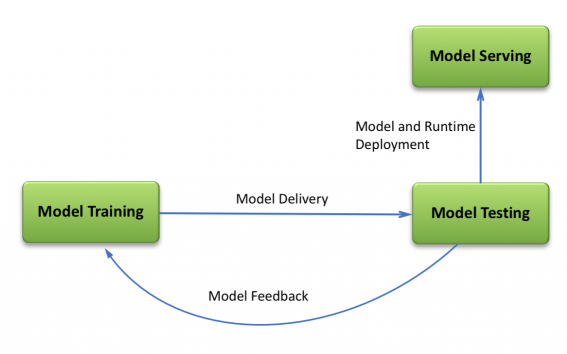 Model Serving
Model and Runtime
Deployment
Model Training
Model Delivery
Model Testing
Model Feedback